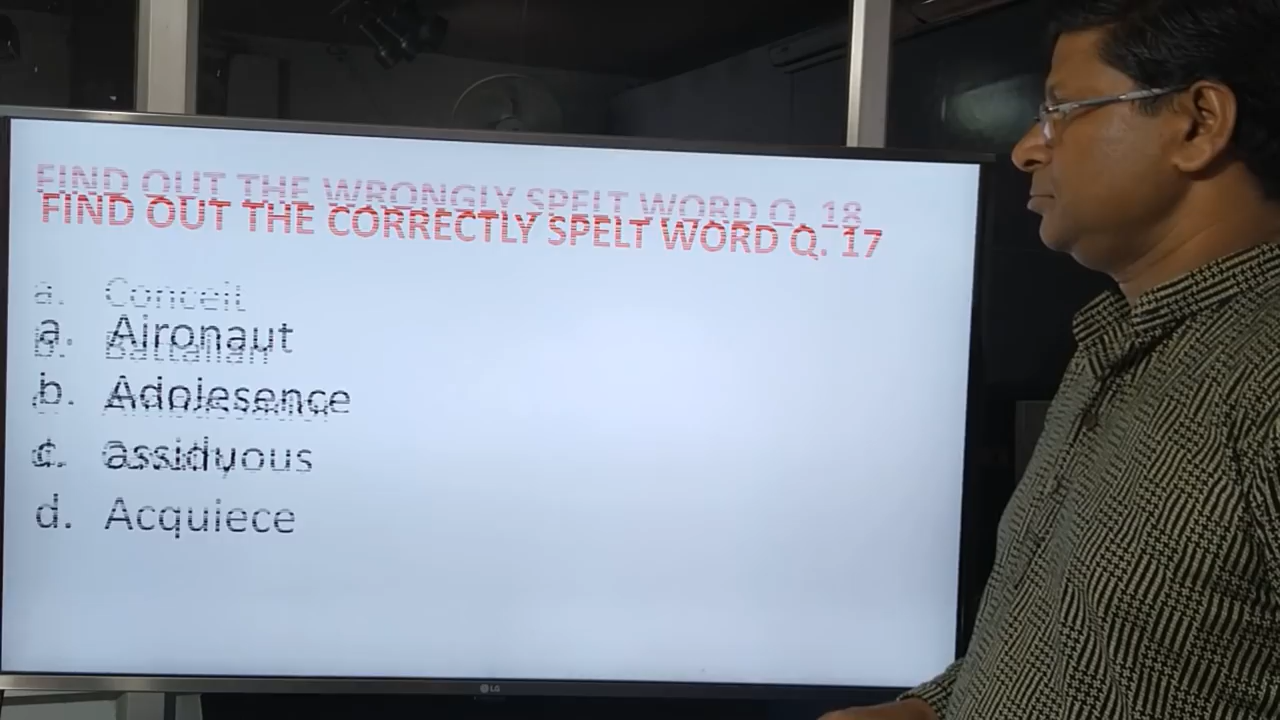 FIND OUT THE WRONGLY SPELT WORD Q. 18
FIND OUT THE CORRECTLY SPELT WORD Q. 17
a. Conceit
a. Aironaut
b.
b. Adolesence
c. assiduous
d. Acquiece
LG